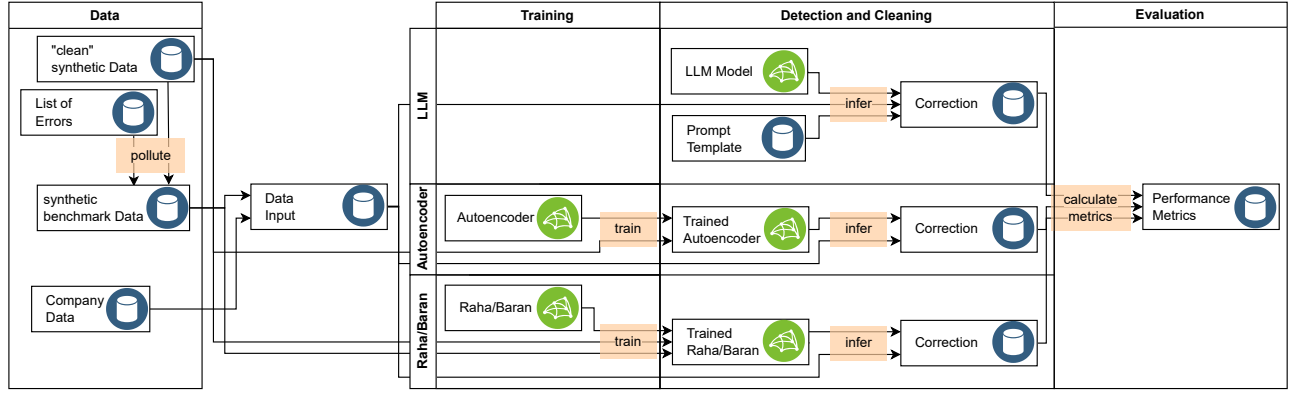 Data
Training
Detection and Cleaning
Evaluation
"clean"
synthetic Data
List of
Errors
pollute
synthetic
benchmark Data
Company
Data
Data
Input
LLM
LLM Model
Prompt
Template
infer
Correction
Autoencoder
Autoencoder
train
Trained
Autoencoder
infer
Correction
Raha/Baran
Raha/Baran
train
Trained
Raha/Baran
infer
Correction
calculate
metrics
Performance
Metrics